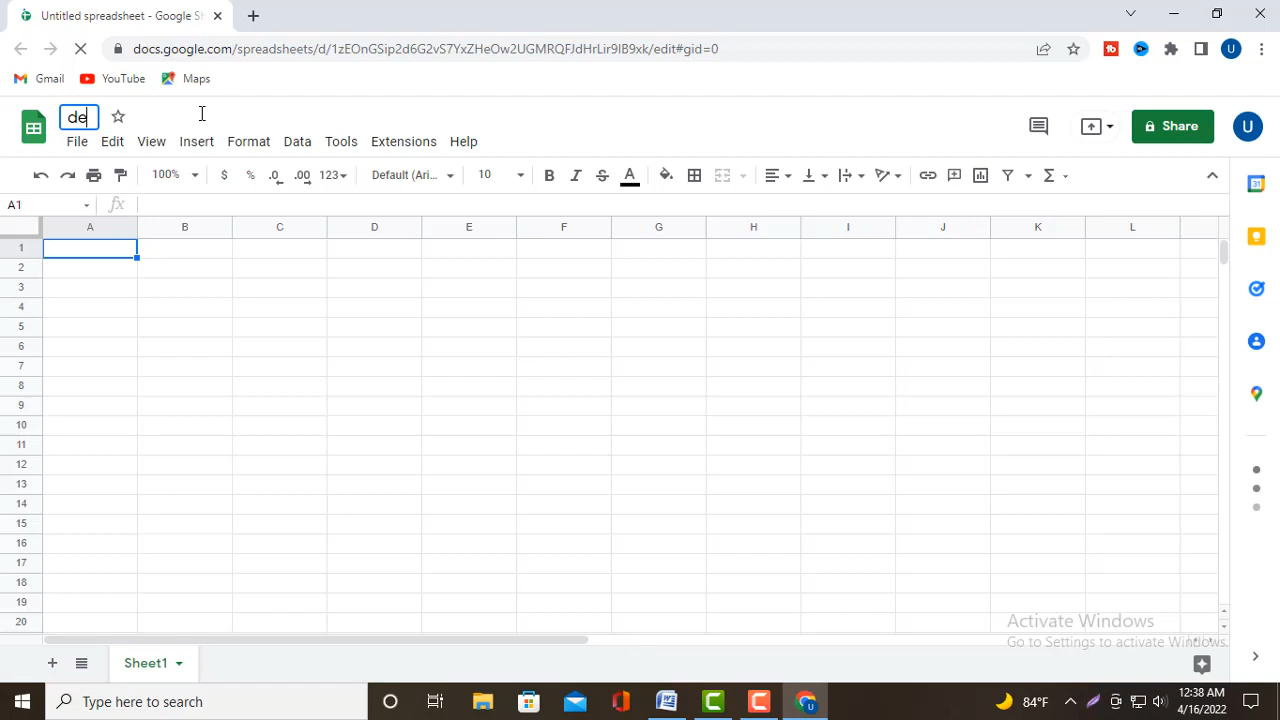 Untitled spreadsheet - Google Sh
docs.google.com/spreadsheets/d/1zEOnGSip2d6G2vS7YxZHeOw2UGMRQFJdHrLir9IB9xk/edit#gid=0
U
Gmail YouTube Maps
de
File Edit View Insert Format Data Tools Extensions Help
Share U
100% $ % .0 .00 123 Default (Ari... 10 B I S A
A1 fx
A B C D E F G H I J K L
1
2
3
4
5
6
7
8
9
10
11
12
13
14
15
16
17
18
19
20
31
Activate Windows
Go to Settings to activate Windows.
Sheet1
Type here to search
84°F
12:38 AM
4/16/2022